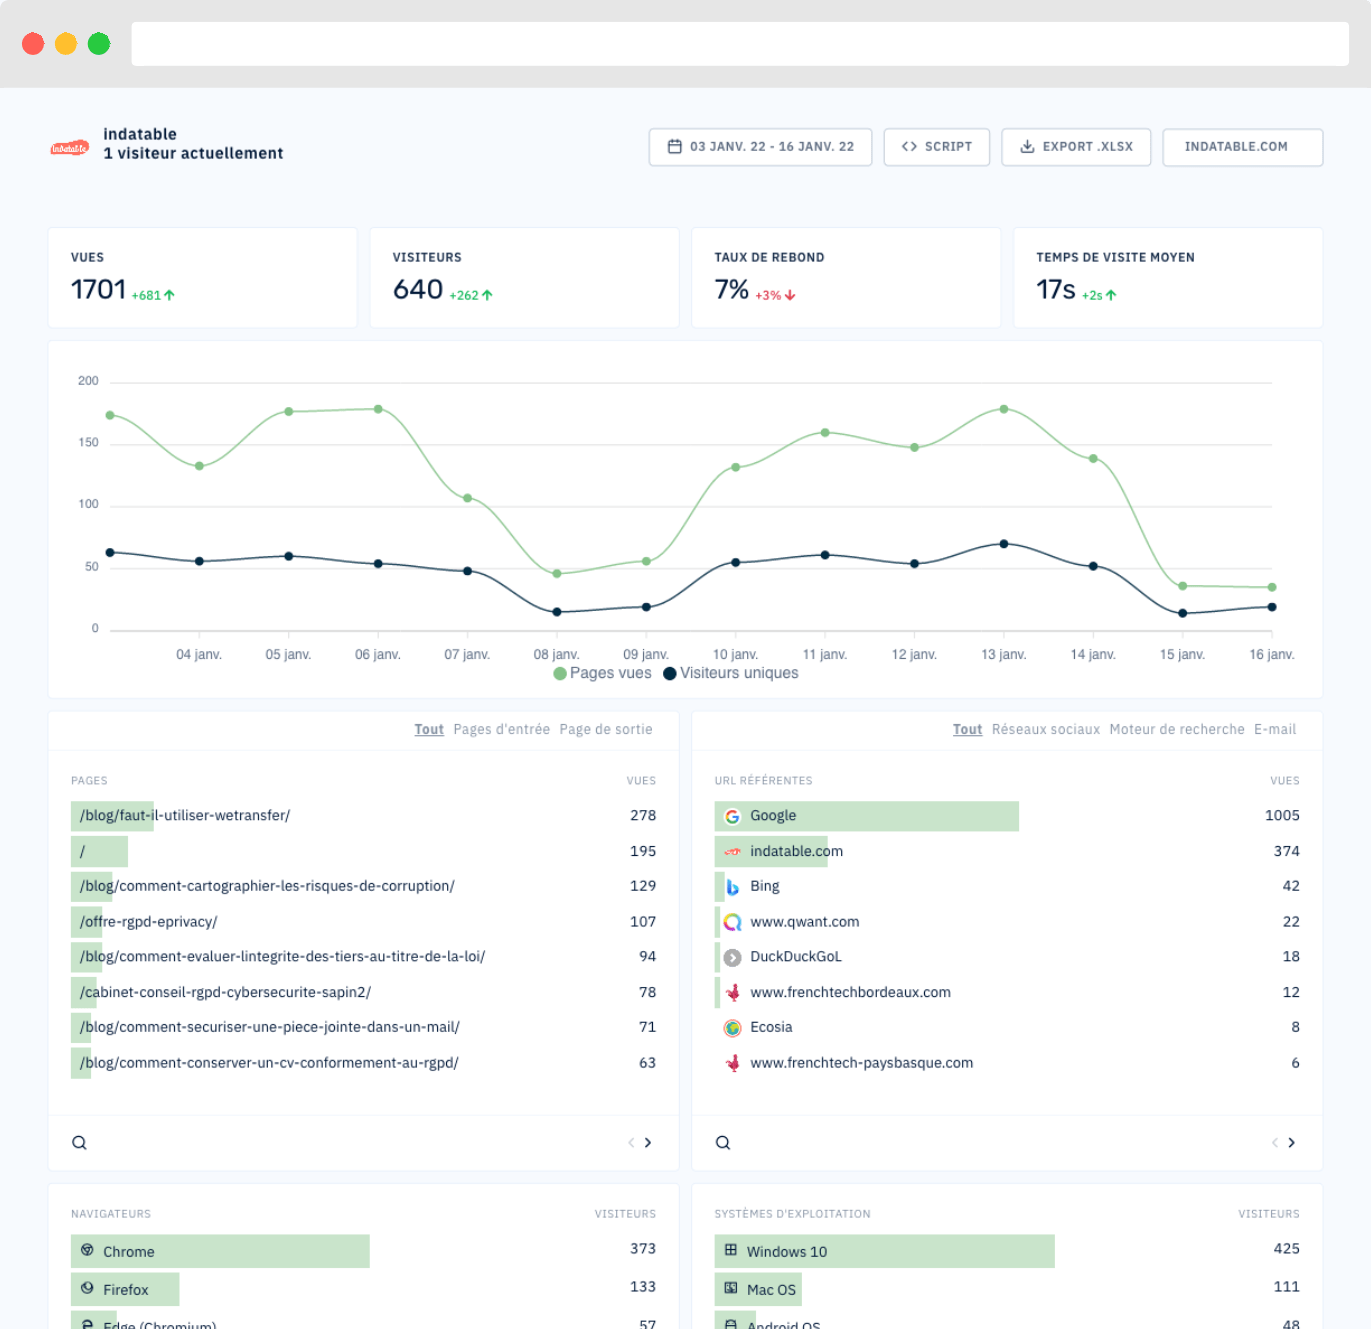 indatable
indatable
1 visiteur actuellement
03 JANV. 22 - 16 JANV. 22
SCRIPT
EXPORT .XLSX
INDATABLE.COM
VUES
1701 +681
VISITEURS
640 +262
TAUX DE REBOND
7% +3%
TEMPS DE VISITE MOYEN
17s +2s
200
150
100
50
0
04 janv. 05 janv. 06 janv. 07 janv. 08 janv. 09 janv. 10 janv. 11 janv. 12 janv. 13 janv. 14 janv. 15 janv. 16 janv.
Pages vues Visiteurs uniques
Tout Pages d'entrée Page de sortie
PAGES VUES
/blog/faut-il-utiliser-wetransfer/ 278
/ 195
/blog/comment-cartographier-les-risques-de-corruption/ 129
/offre-rgpd-eprivacy/ 107
/blog/comment-evaluer-lintegrite-des-tiers-au-titre-de-la-loi/ 94
/cabinet-conseil-rgpd-cybersecurite-sapin2/ 78
/blog/comment-securiser-une-piece-jointe-dans-un-mail/ 71
/blog/comment-conserver-un-cv-conformement-au-rgpd/ 63
Tout Réseaux sociaux Moteur de recherche E-mail
URL RÉFÉRENTES VUES
Google 1005
indatable.com 374
Bing 42
www.qwant.com 22
DuckDuckGoL 18
www.frenchtechbordeaux.com 12
Ecosia 8
www.frenchtech-paysbasque.com 6
NAVIGATEURS VISITEURS
Chrome 373
Firefox 133
Edge (Chromium) 57
SYSTÈMES D'EXPLOITATION VISITEURS
Windows 10 425
Mac OS 111
Android OS 48